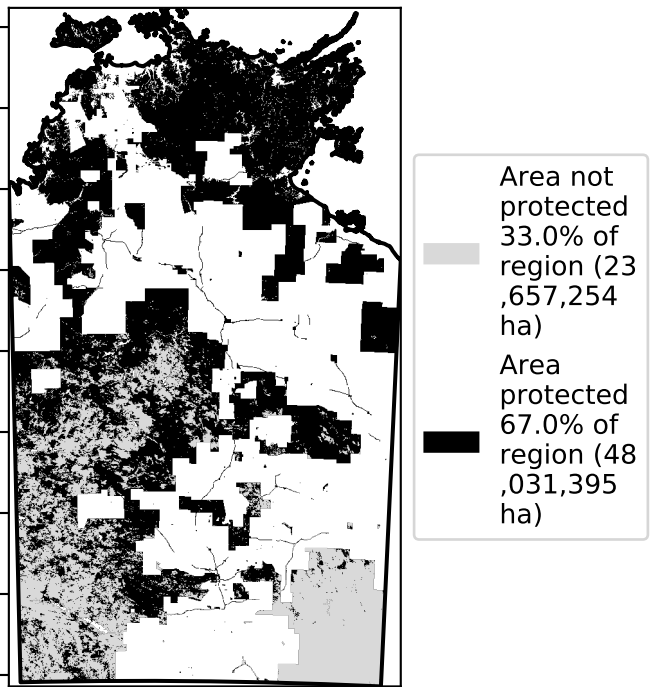 Area not
protected
33.0% of
region (23
,657,254
ha)
Area
protected
67.0% of
region (48
,031,395
ha)